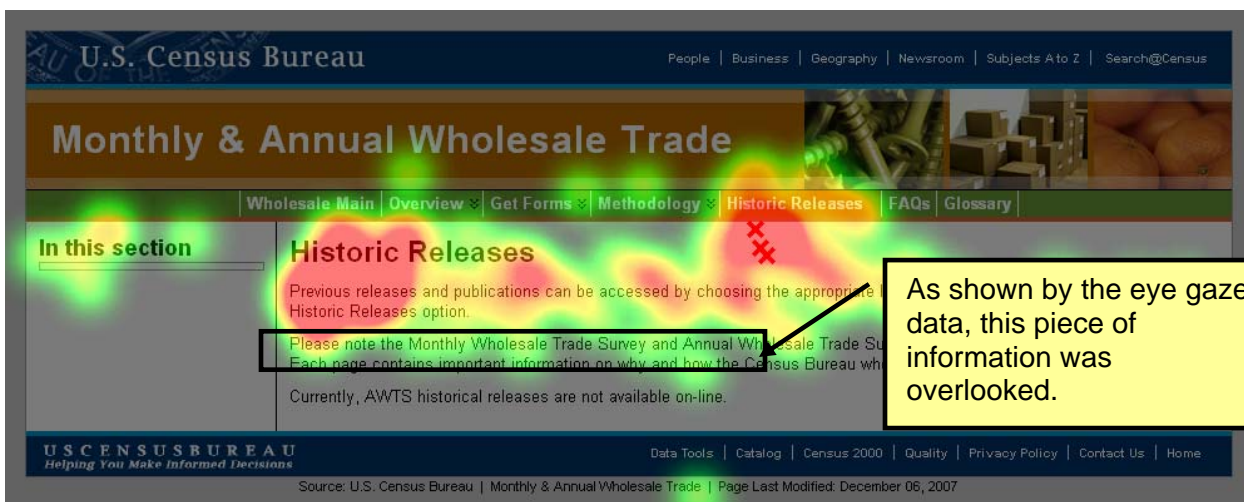 U.S. Census Bureau
People | Business | Geography | Newsroom | Subjects A to Z | Search@Census
Monthly & Annual Wholesale Trade
Wholesale Main | Overview | Get Forms | Methodology | Historic Releases | FAQs | Glossary
In this section
Historic Releases
Previous releases and publications can be accessed by choosing the appropriate
Historic Releases option.
Please note the Monthly Wholesale Trade Survey and Annual Wholesale Trade Su
Each page contains important information on why and how the Census Bureau wh
Currently, AWTS historical releases are not available on-line.
As shown by the eye gaze
data, this piece of
information was
overlooked.
USCENSUSBUREAU
Helping You Make Informed Decisions
Data Tools | Catalog | Census 2000 | Quality | Privacy Policy | Contact Us | Home
Source: U.S. Census Bureau | Monthly & Annual Wholesale Trade | Page Last Modified: December 06, 2007